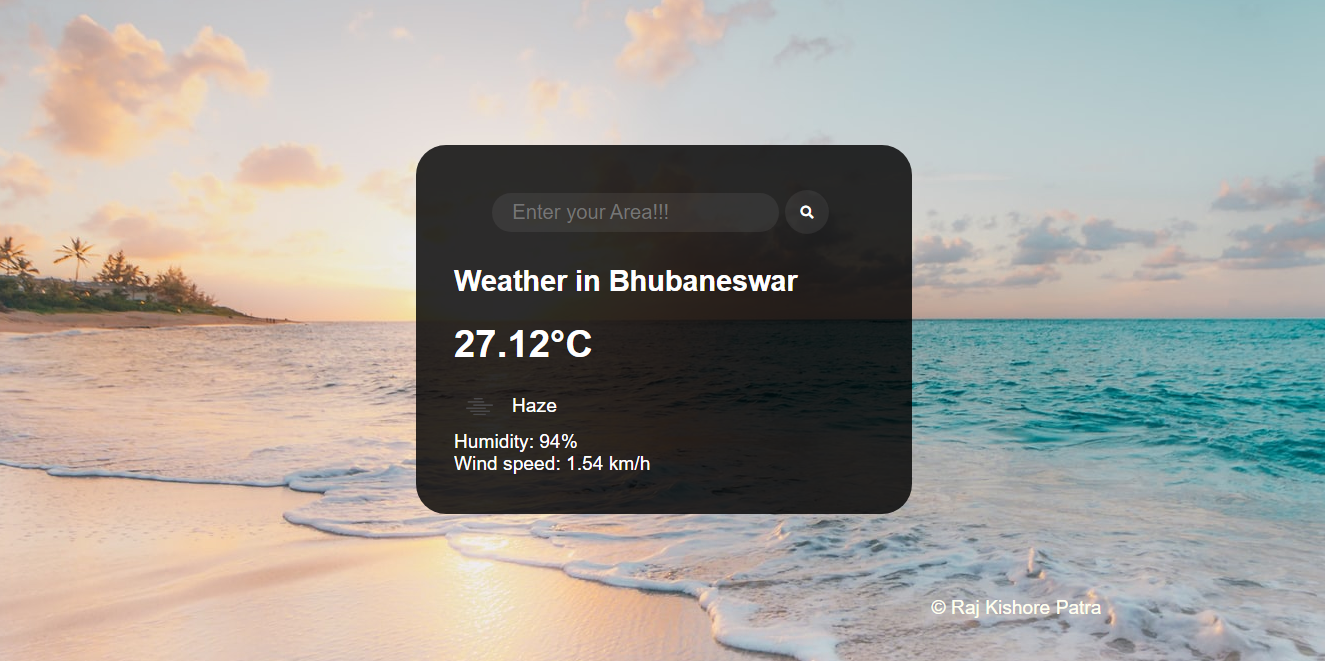 Enter your Area!!!
Weather in Bhubaneswar
27.12°C
Haze
Humidity: 94%
Wind speed: 1.54 km/h
© Raj Kishore Patra